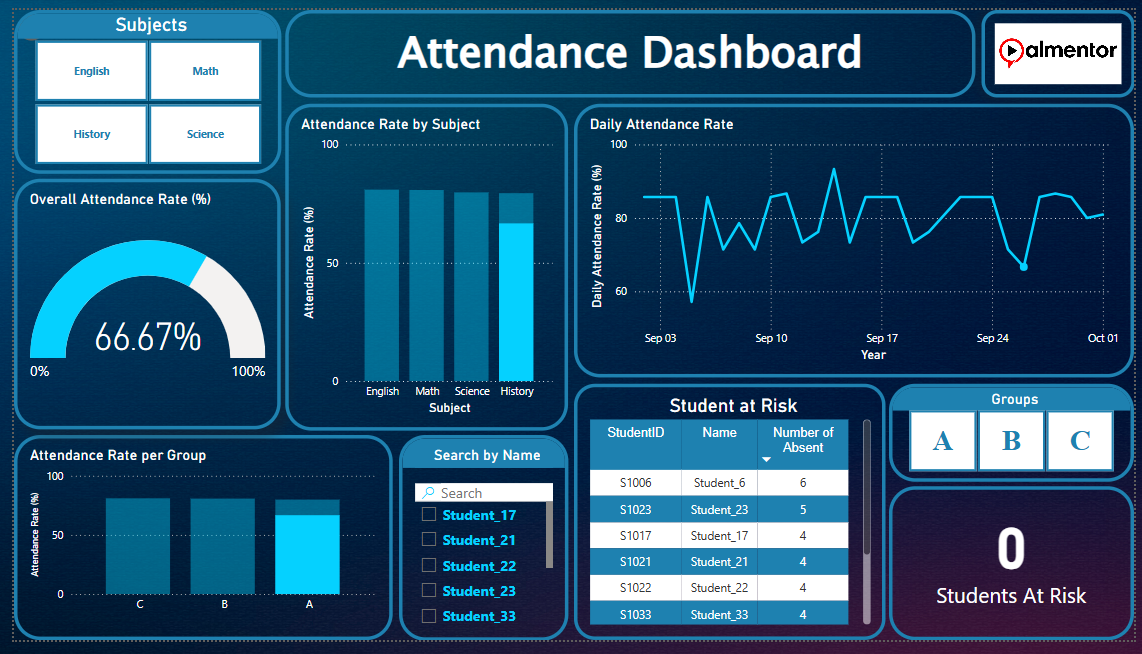 Subjects
English
Math
History
Science
Attendance Dashboard
almentor
Overall Attendance Rate (%)
66.67%
0%
100%
Attendance Rate by Subject
100
50
0
Attendance Rate (%)
English
Math
Science
History
Subject
Daily Attendance Rate
100
80
60
Daily Attendance Rate (%)
Sep 03
Sep 10
Sep 17
Sep 24
Oct 01
Year
Attendance Rate per Group
100
50
0
Attendance Rate (%)
C
B
A
Search by Name
Search
Student_17
Student_21
Student_22
Student_23
Student_33
Student at Risk
StudentID Name Number of
Absent
S1006 Student_6 6
S1023 Student_23 5
S1017 Student_17 4
S1021 Student_21 4
S1022 Student_22 4
S1033 Student_33 4
Groups
A
B
C
0
Students At Risk